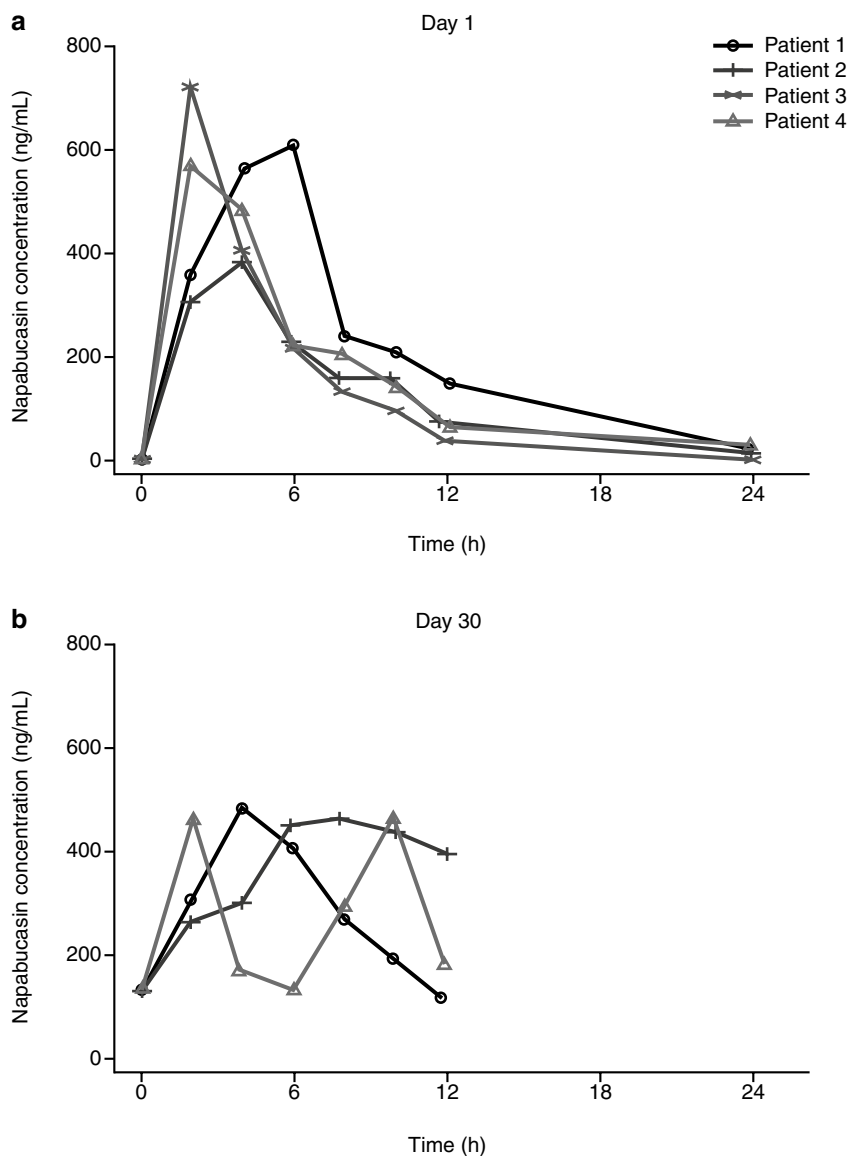 a
Day 1
Napabucasin concentration (ng/mL)
800
600
400
200
0
0 6 12 18 24
Time (h)
Patient 1
Patient 2
Patient 3
Patient 4
b
Day 30
Napabucasin concentration (ng/mL)
800
600
400
200
0
0 6 12 18 24
Time (h)